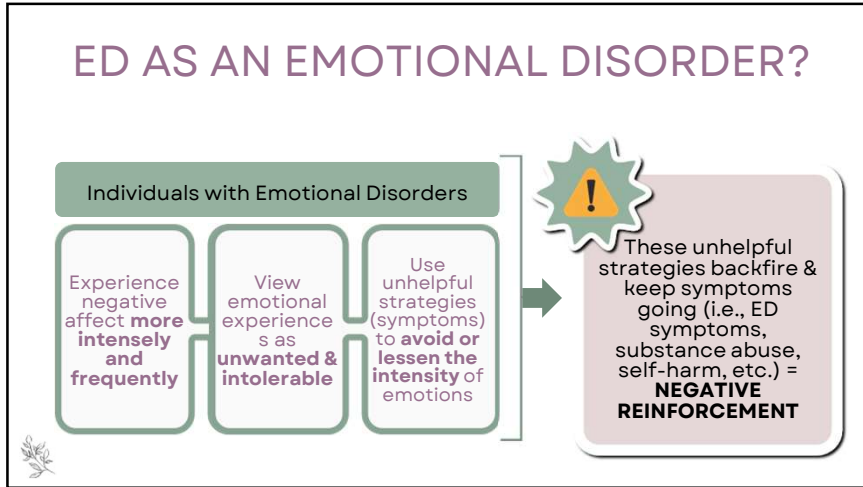 ED AS AN EMOTIONAL DISORDER?
Individuals with Emotional Disorders
Experience
negative
affect more
intensely
and
frequently
View
emotional
experience
s as
unwanted &
intolerable
Use
unhelpful
strategies
(symptoms)
to avoid or
lessen the
intensity of
emotions
These unhelpful
strategies backfire &
keep symptoms
going (i.e., ED
symptoms,
substance abuse,
self-harm, etc.) =
NEGATIVE
REINFORCEMENT